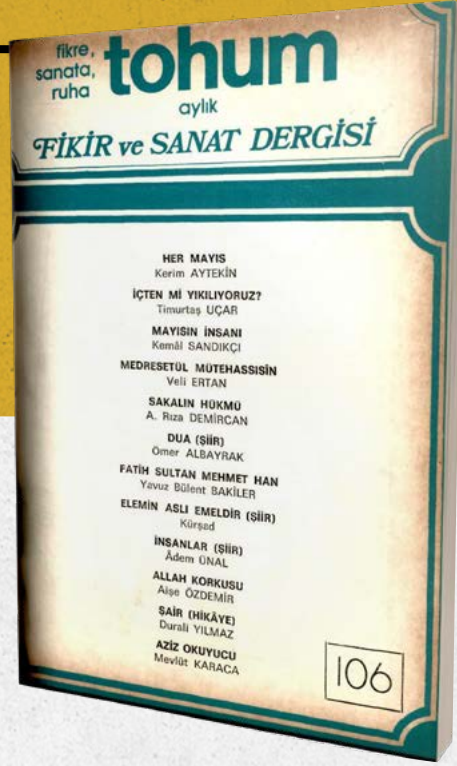 fikre,
sanata,
ruha
tohum
aylık
FİKİR ve SANAT DERGİSİ
HER MAYIS
Kerim AYTEKİN
İÇTEN Mİ YIKILIYORUZ?
Timurtaş UÇAR
MAYISIN İNSANI
Kemâl SANDIKÇI
MEDRESETÜL MÜTEHASSISÎN
Veli ERTAN
SAKALIN HÜKMÜ
A. Rıza DEMİRCAN
DUA (ŞİİR)
Ömer ALBAYRAK
FATİH SULTAN MEHMET HAN
Yavuz Bülent BAKİLER
ELEMİN ASLI EMELDİR (ŞİİR)
Kürşad
İNSANLAR (ŞİİR)
Âdem ÜNAL
ALLAH KORKUSU
Aişe ÖZDEMİR
ŞAİR (HİKÂYE)
Durali YILMAZ
AZİZ OKUYUCU
Mevlüt KARACA
106